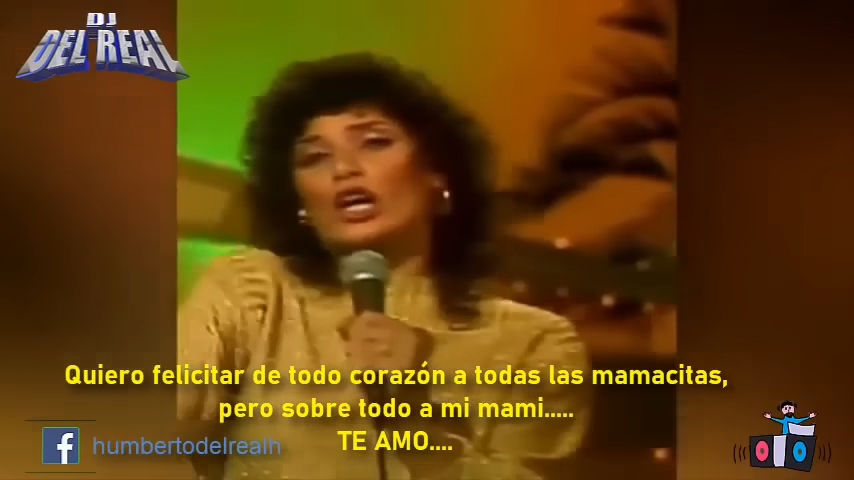 DJ
DEL REAL
Quiero felicitar de todo corazón a todas las mamacitas,
pero sobre todo a mi mami.....
TE AMO....
f
humbertodelrealh